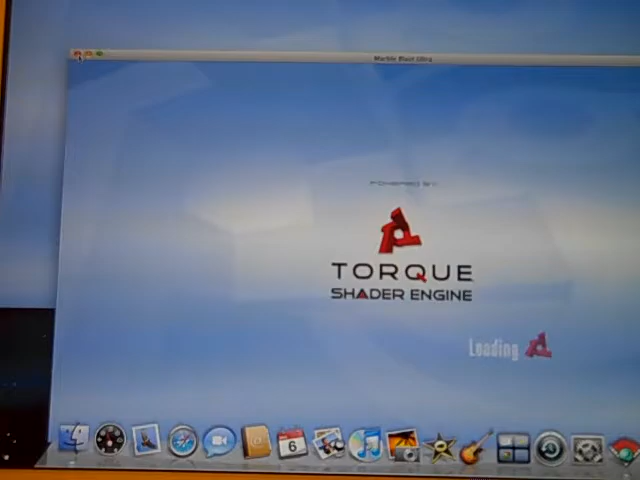 Marble Blast Ultra
POWERED BY
TORQUE
SHADER ENGINE
Loading
6